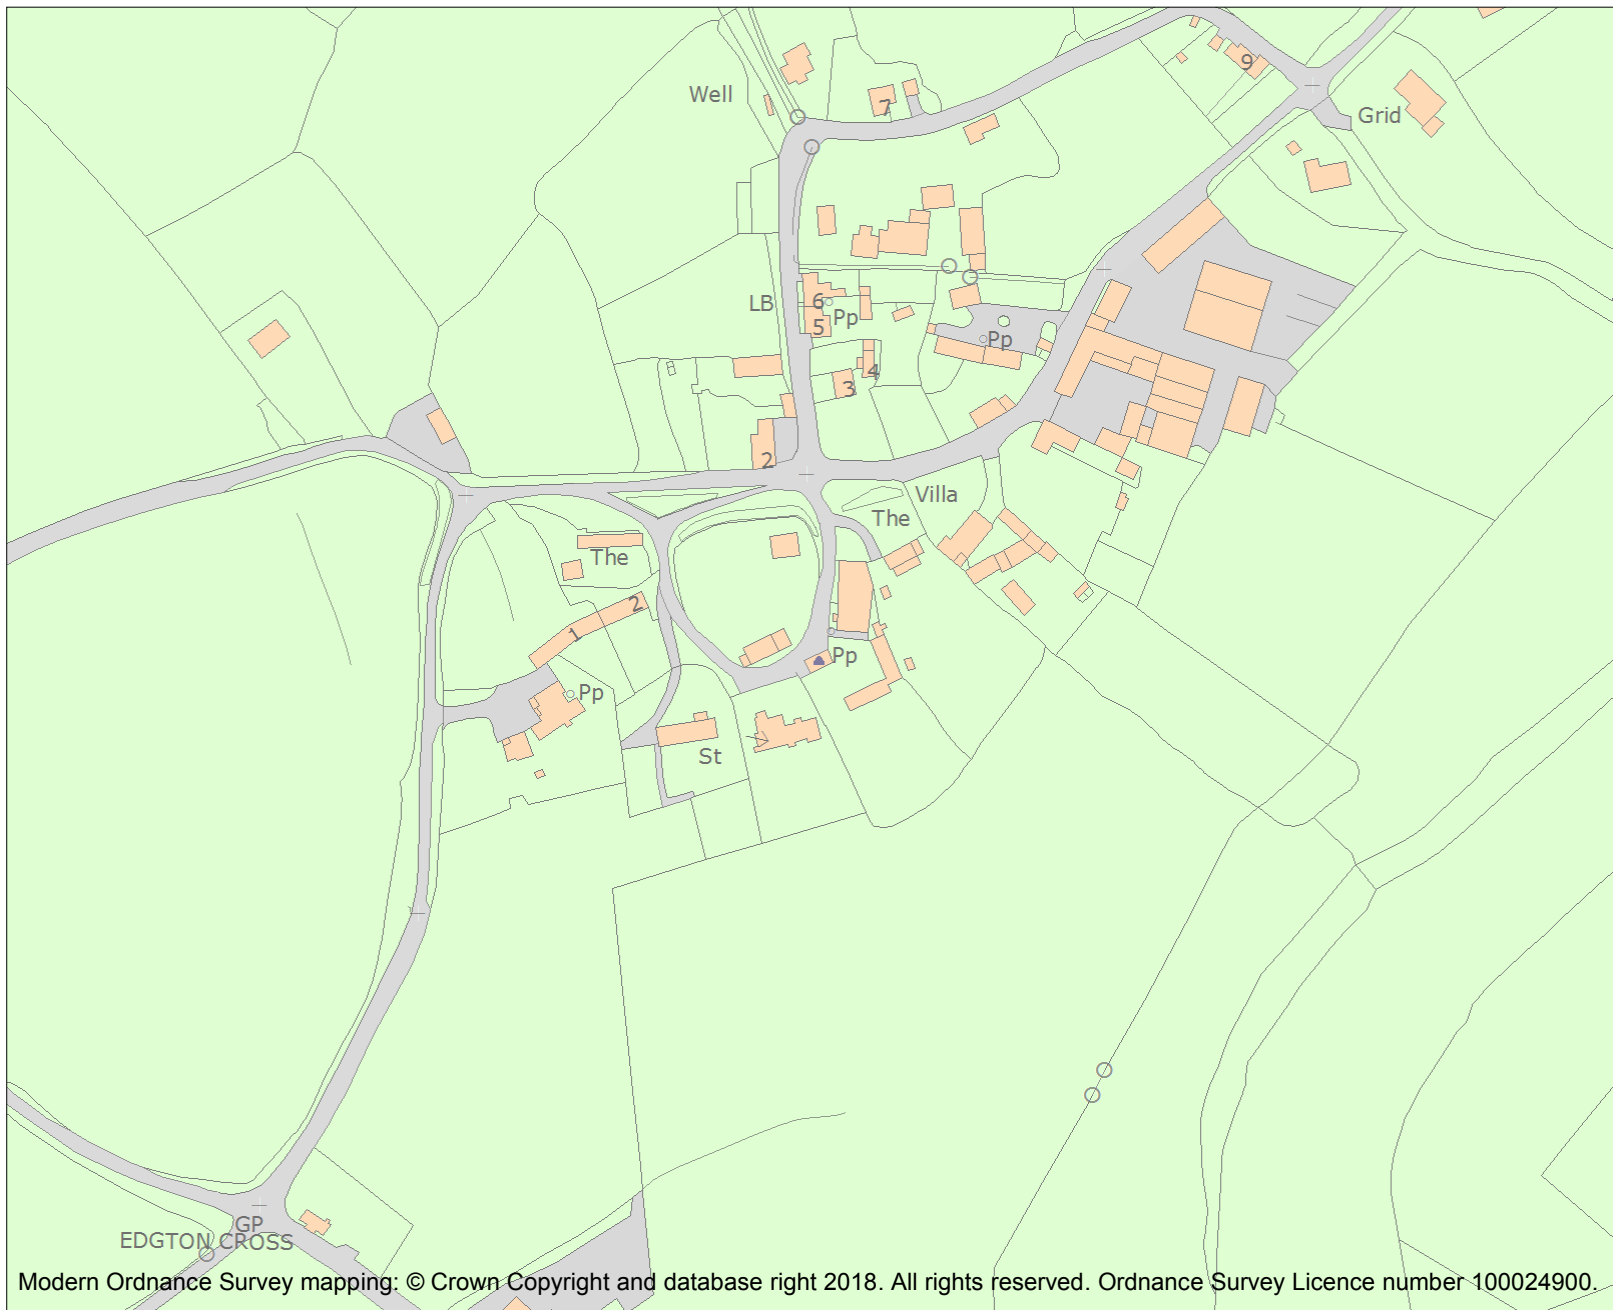 9
Well
7
Grid
LB
6
Pp
5
Pp
4
3
2
Villa
The
The
2
1
Pp
Pp
St
GP
EDGTON CROSS
Modern Ordnance Survey mapping: © Crown Copyright and database right 2018. All rights reserved. Ordnance Survey Licence number 100024900.